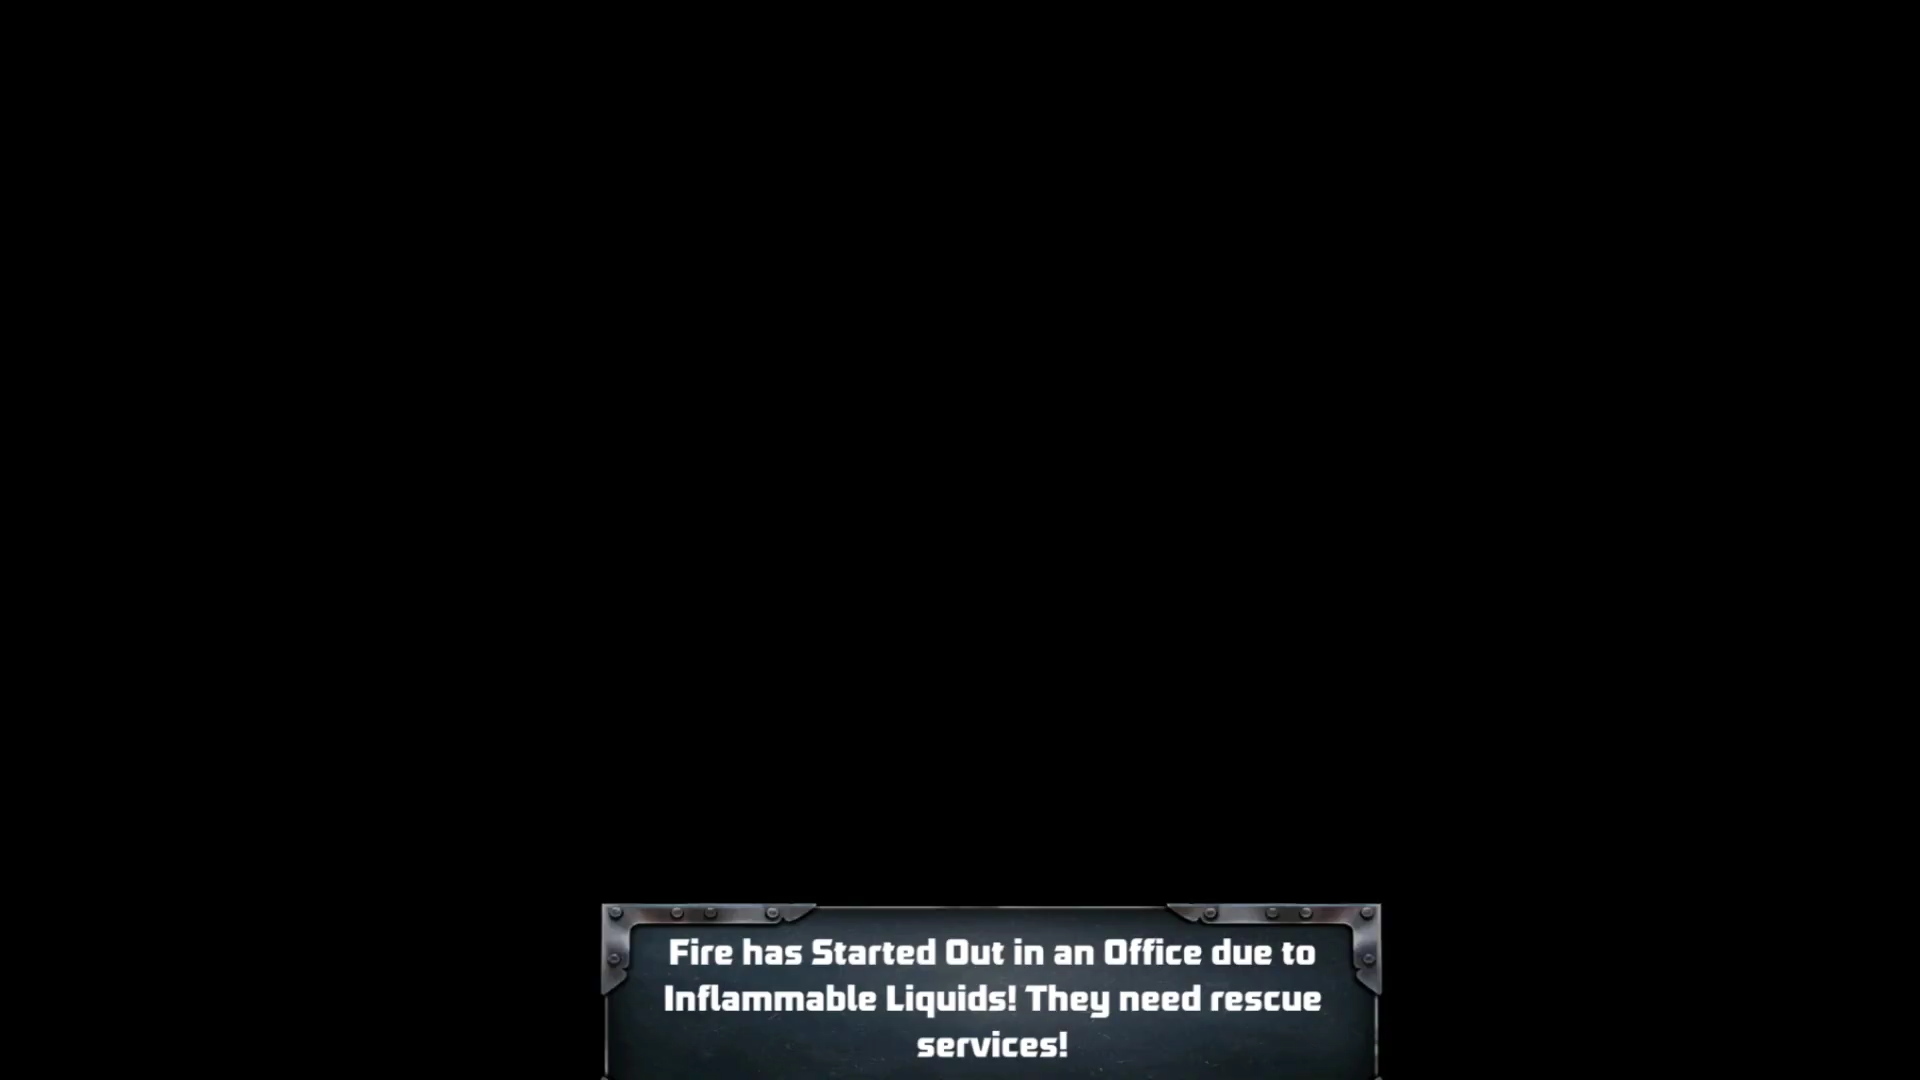 Fire has Started Out in an Office due to
Inflammable Liquids! They need rescue
services!